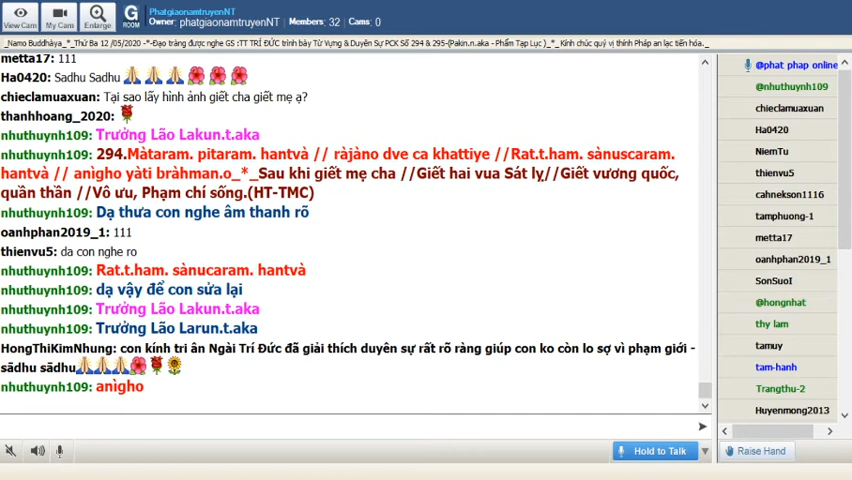 View Cam
My Cam
Enlarge
G
ROOM
PhatgiaonamtruyenNT
Owner: phatgiaonamtruyenNT Members: 32 Cams: 0
_Namo Buddhàya_*_Thứ Ba 12 /05/2020 -*-Đạo tràng được nghe GS :TT TRÍ ĐỨC trình bày Từ Vựng & Duyên Sự PCK Số 294 & 295-(Pakin.n.aka - Phẩm Tạp Lục )_*_ Kính chúc quý vị thính Pháp an lạc tiến hóa._
metta17: 111
Ha0420: Sadhu Sadhu 🙏🙏🙏🌺🌺🌺
chieclamuaxuan: Tại sao lấy hình ảnh giết cha giết mẹ ạ?
thanhhoang_2020: 🌹
nhuthuynh109: Trưởng Lão Lakun.t.aka
nhuthuynh109: 294.Màtaram. pitaram. hantvà // ràjàno dve ca khattiye //Rat.t.ham. sànuscaram.
hantvà // anìgho yàti bràhman.o_*_Sau khi giết mẹ cha //Giết hai vua Sát lỵ//Giết vương quốc,
quần thần //Vô ưu, Phạm chí sống.(HT-TMC)
nhuthuynh109: Dạ thưa con nghe âm thanh rõ
oanhphan2019_1: 111
thienvu5: da con nghe ro
nhuthuynh109: Rat.t.ham. sànucaram. hantvà
nhuthuynh109: dạ vậy để con sửa lại
nhuthuynh109: Trưởng Lão Lakun.t.aka
nhuthuynh109: Trưởng Lão Larun.t.aka
HongThiKimNhung: con kính tri ân Ngài Trí Đức đã giải thích duyên sự rất rõ ràng giúp con ko còn lo sợ vì phạm giới -
sādhu sādhu🙏🙏🙏🌺🌹🌻
nhuthuynh109: anìgho
@phat phap online
@nhuthuynh109
chieclamuaxuan
Ha0420
NiemTu
thienvu5
cahnekson1116
tamphuong-1
metta17
oanhphan2019_1
SonSuoI
@hongnhat
thy lam
tamuy
tam-hanh
Trangthu-2
Huyenmong2013
Hold to Talk
Raise Hand